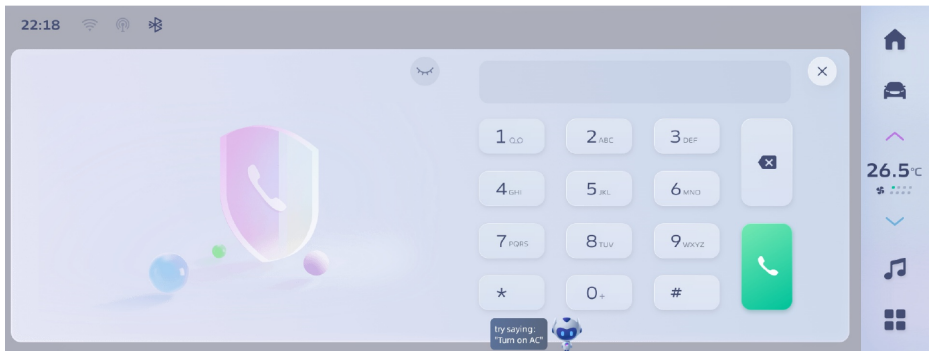 22:18
26.5°C
1
2 ABC
3 DEF
4 GHI
5 JKL
6 MNO
7 PQRS
8 TUV
9 WXYZ
*
0 +
#
try saying:
"Turn on AC"